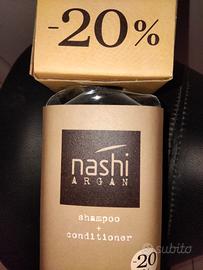 -20%
nashi
ARGAN
shampoo
+
conditioner
-20
subito